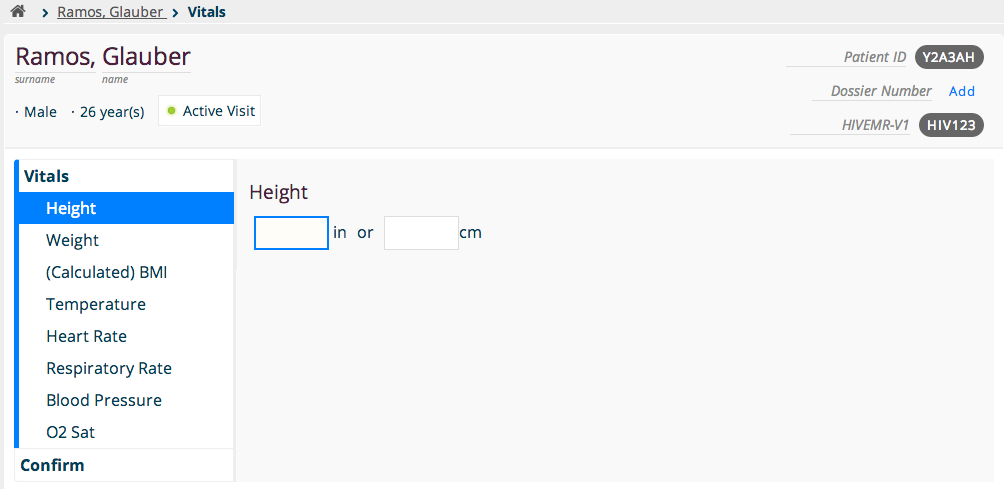 > Ramos, Glauber > Vitals
Ramos, Glauber
surname name
· Male · 26 year(s) Active Visit
Patient ID Y2A3AH
Dossier Number Add
HIVEMR-V1 HIV123
Vitals
Height
Weight
(Calculated) BMI
Temperature
Heart Rate
Respiratory Rate
Blood Pressure
O2 Sat
Confirm
Height
in or cm